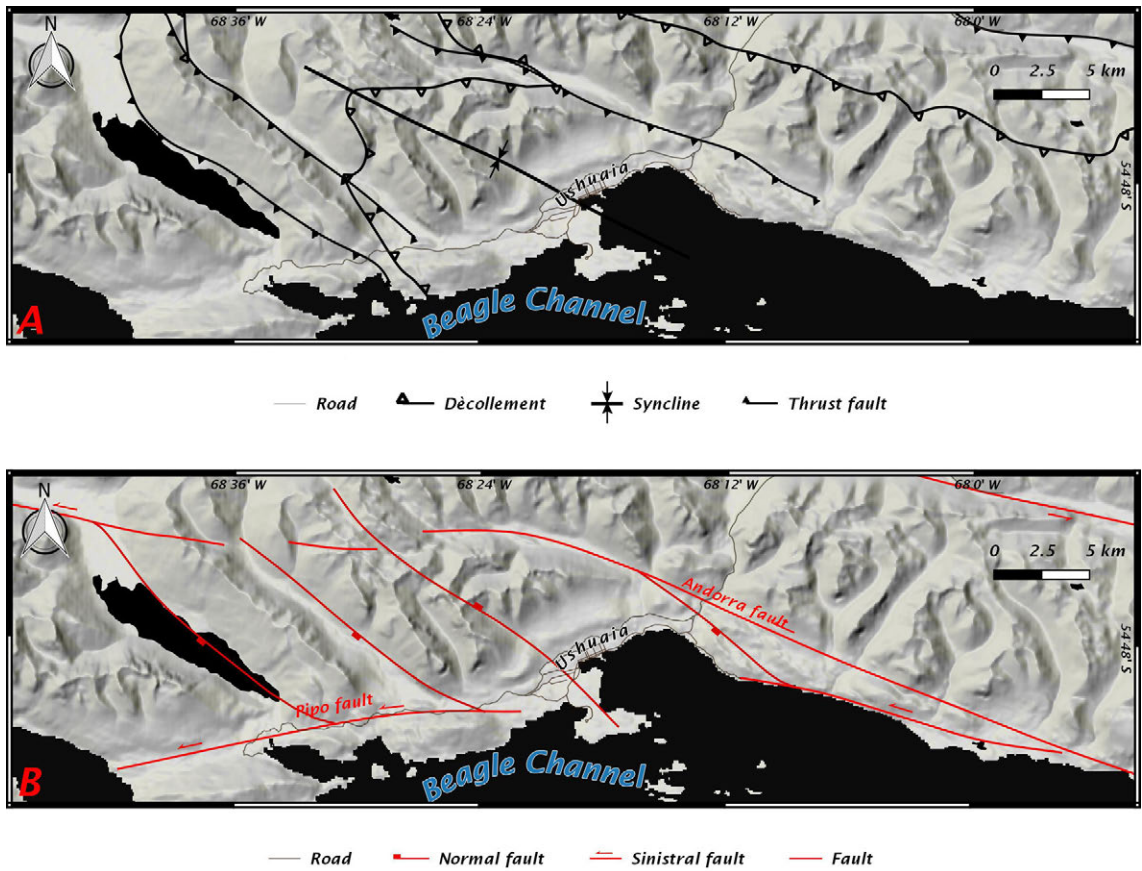 68 36' W
68 24' W
68 12' W
68 0' W
N
0 2.5 5 km
54 48' S
Ushuaia
Beagle Channel
A
Road
Dècollement
Syncline
Thrust fault
68 36' W
68 24' W
68 12' W
68 0' W
N
0 2.5 5 km
Andorra fault
54 48' S
Ushuaia
Pipo fault
Beagle Channel
B
Road
Normal fault
Sinistral fault
Fault